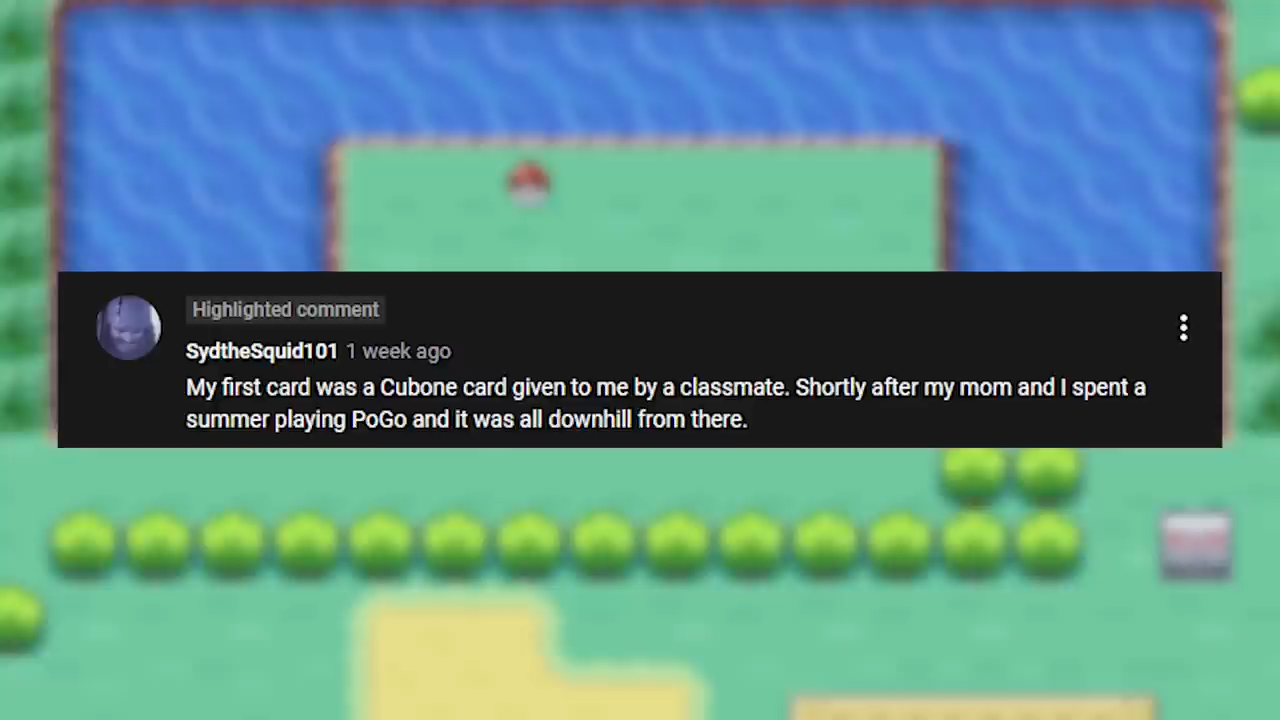 Highlighted comment
SydtheSquid101 1 week ago
My first card was a Cubone card given to me by a classmate. Shortly after my mom and I spent a
summer playing PoGo and it was all downhill from there.